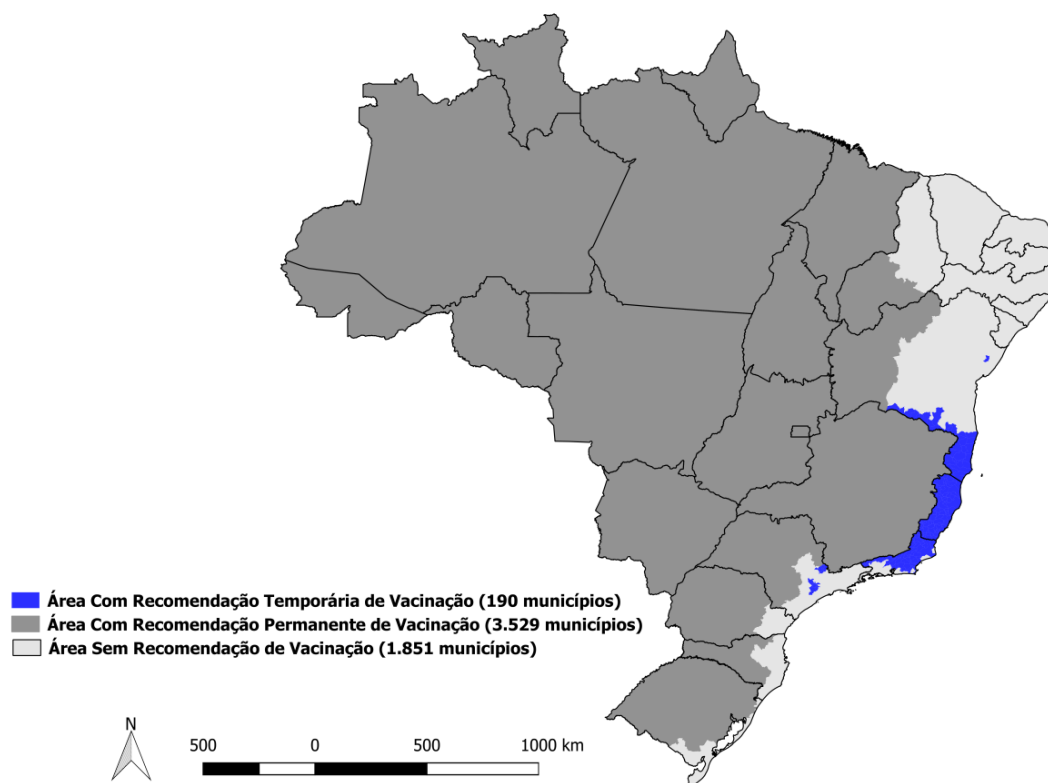 Área Com Recomendação Temporária de Vacinação (190 municípios)
Área Com Recomendação Permanente de Vacinação (3.529 municípios)
Área Sem Recomendação de Vacinação (1.851 municípios)
N
500 0 500 1000 km